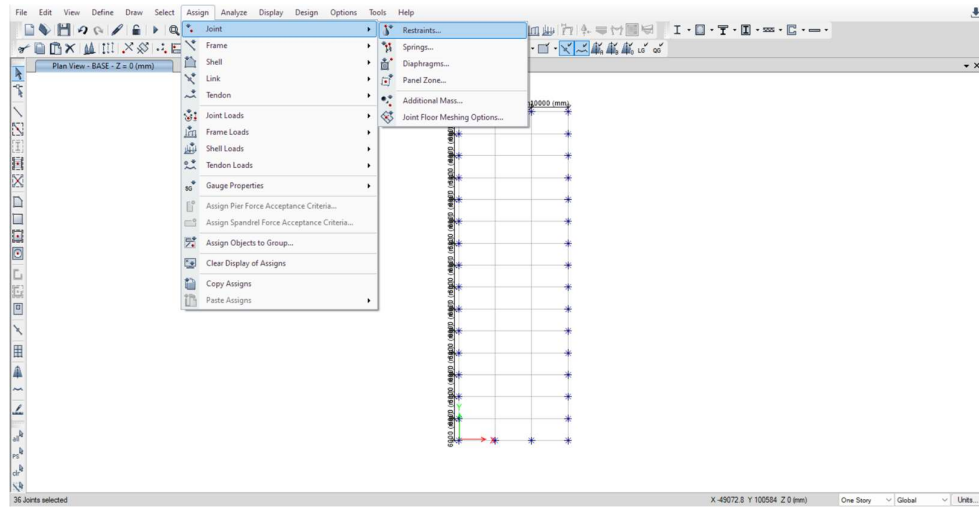 File Edit View Define Draw Select Assign Analyze Display Design Options Tools Help
Plan View - BASE - Z = 0 (mm)
Joint
Frame
Shell
Link
Tendon
Joint Loads
Frame Loads
Shell Loads
Tendon Loads
Gauge Properties
Assign Pier Force Acceptance Criteria...
Assign Spandrel Force Acceptance Criteria...
Assign Objects to Group...
Clear Display of Assigns
Copy Assigns
Paste Assigns
Restraints...
Springs...
Diaphragms...
Panel Zone...
Additional Mass...
Joint Floor Meshing Options...
10000 (mm)
all
ps
clr
36 Joints selected
X -49072.8 Y 100584 Z 0 (mm)
One Story
Global
Units...